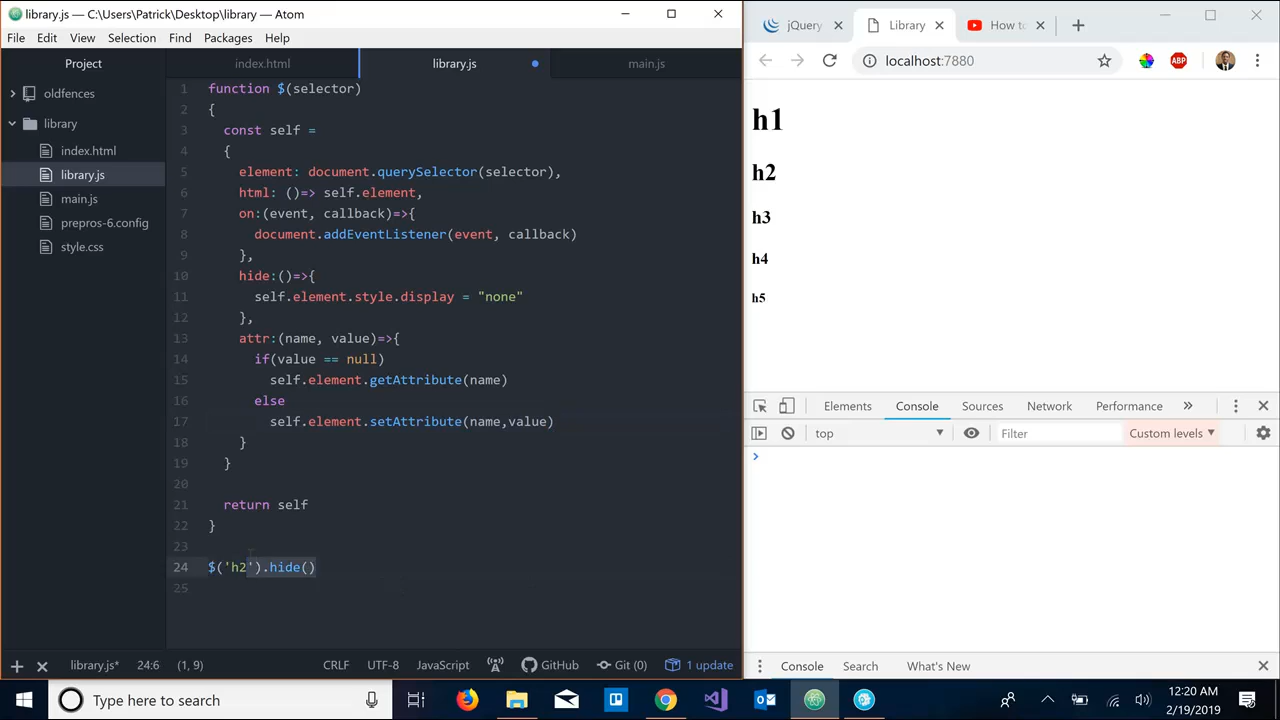 library.js — C:\Users\Patrick\Desktop\library — Atom
File Edit View Selection Find Packages Help
Project
oldfences
library
index.html
library.js
main.js
prepros-6.config
style.css
index.html library.js main.js
1 function $(selector)
2 {
3 const self =
4 {
5 element: document.querySelector(selector),
6 html: ()=> self.element,
7 on:(event, callback)=>{
8 document.addEventListener(event, callback)
9 },
10 hide:()=>{
11 self.element.style.display = "none"
12 },
13 attr:(name, value)=>{
14 if(value == null)
15 self.element.getAttribute(name)
16 else
17 self.element.setAttribute(name,value)
18 }
19 }
20
21 return self
22 }
23
24 $('h2').hide()
25
library.js* 24:6 (1, 9) CRLF UTF-8 JavaScript GitHub Git (0) 1 update
jQuery Library How to
localhost:7880
ABP
h1
h2
h3
h4
h5
Elements Console Sources Network Performance »
top Filter Custom levels
Console Search What's New
Type here to search
12:20 AM
2/19/2019